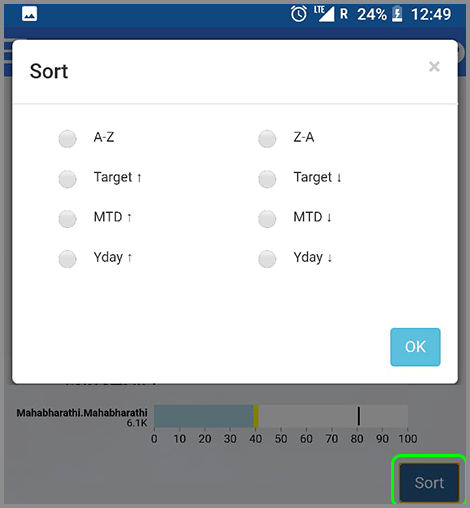 LTE R 24% 12:49
Sort ×
A-Z Z-A
Target ↑ Target ↓
MTD ↑ MTD ↓
Yday ↑ Yday ↓
OK
Mahabharathi.Mahabharathi
6.1K
0 10 20 30 40 50 60 70 80 90 100
Sort